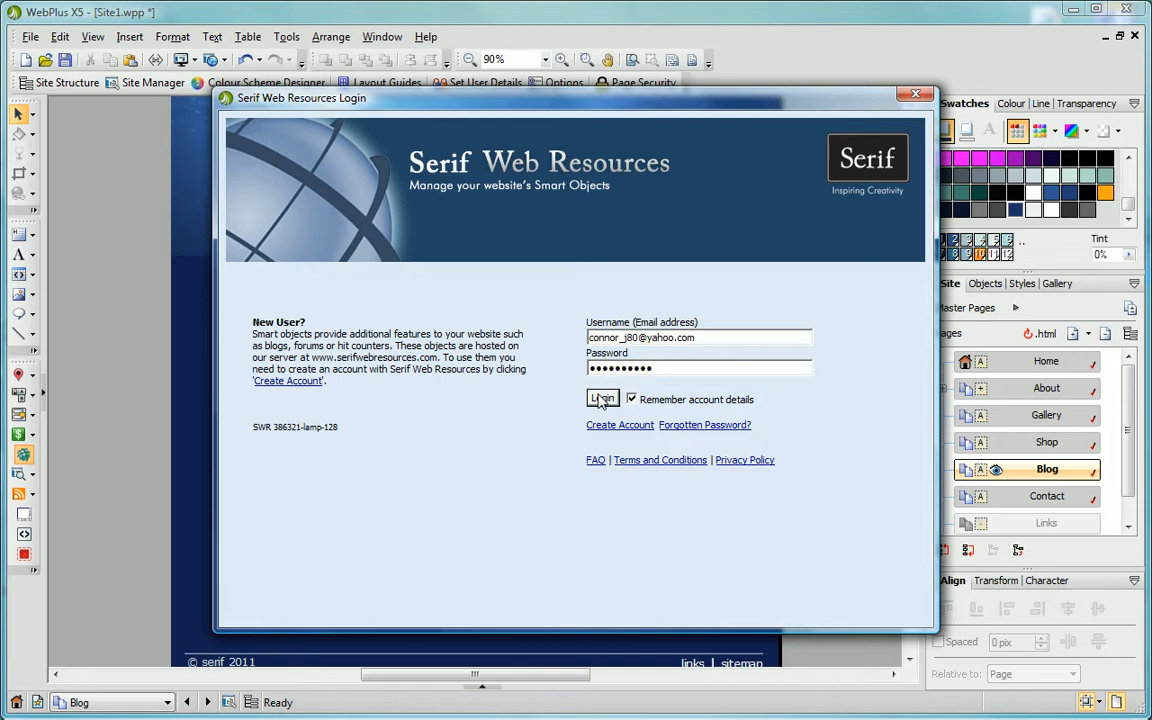 WebPlus X5 - [Site1.wpp *]
File Edit View Insert Format Text Table Tools Arrange Window Help
90%
Site Structure Site Manager Colour Scheme Designer Layout Guides Set User Details Options Page Security
Serif Web Resources Login
Swatches Colour Line Transparency
Serif Web Resources
Manage your website's Smart Objects
Serif
Inspiring Creativity
Tint
0%
New User?
Smart objects provide additional features to your website such
as blogs, forums or hit counters. These objects are hosted on
our server at www.serifwebresources.com. To use them you
need to create an account with Serif Web Resources by clicking
'Create Account'.
SWR 386321-lamp-128
Username (Email address)
connor_j80@yahoo.com
Password
••••••••••
Login Remember account details
Create Account Forgotten Password?
FAQ | Terms and Conditions | Privacy Policy
Site Objects Styles Gallery
.html
Home
About
Gallery
Shop
Blog
Contact
Links
Align Transform Character
Spaced 0 pix
Relative to: Page
© serif 2011
links | sitemap
Blog
Ready